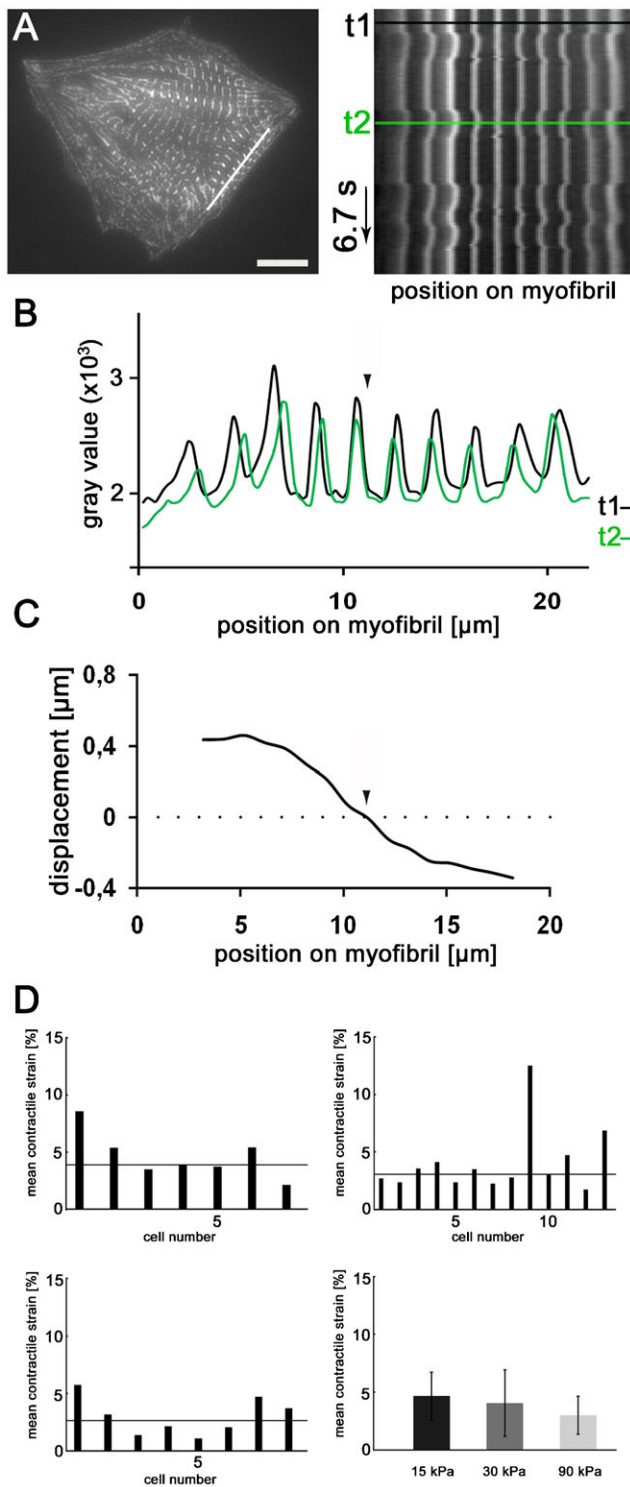 A
t1
t2
6.7 s
position on myofibril
B
gray value (x10³)
3
2
t1
t2
0 10 20
position on myofibril [µm]
C
displacement [µm]
0,8
0,4
0
-0,4
0 5 10 15 20
position on myofibril [µm]
D
mean contractile strain [%]
15
10
5
0
5
cell number
mean contractile strain [%]
15
10
5
0
5 10
cell number
mean contractile strain [%]
15
10
5
0
5
cell number
mean contractile strain [%]
15
10
5
0
15 kPa 30 kPa 90 kPa